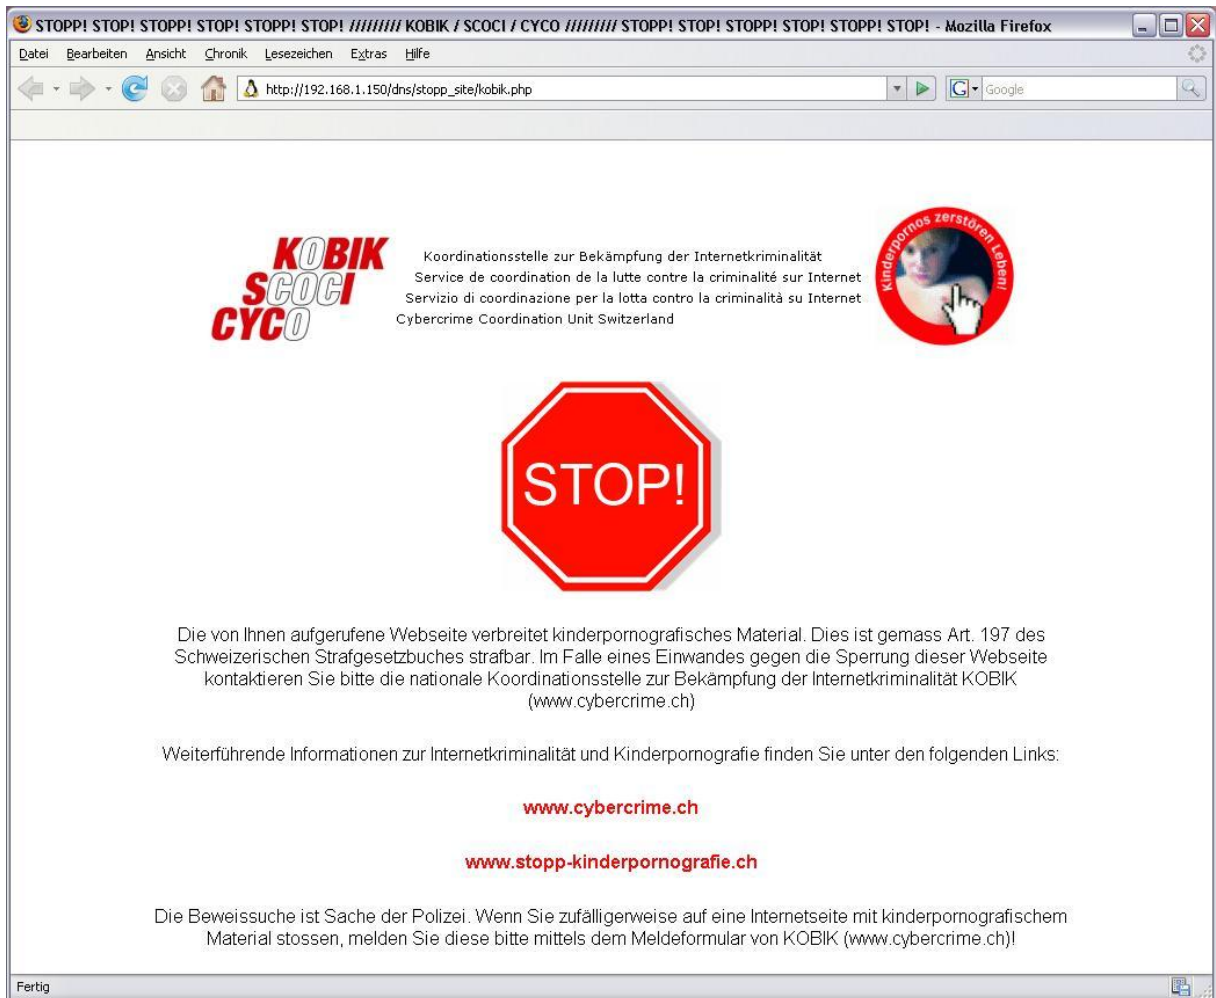 STOPP! STOP! STOPP! STOP! STOPP! STOP! ///////// KOBIK / SCOCI / CYCO ///////// STOPP! STOP! STOPP! STOP! STOPP! STOP! - Mozilla Firefox
Datei Bearbeiten Ansicht Chronik Lesezeichen Extras Hilfe
http://192.168.1.150/dns/stopp_site/kobik.php
G Google
KOBIK
SCOCI
CYCO
Koordinationsstelle zur Bekämpfung der Internetkriminalität
Service de coordination de la lutte contre la criminalité sur Internet
Servizio di coordinazione per la lotta contro la criminalità su Internet
Cybercrime Coordination Unit Switzerland
Kinderpornos zerstören Leben!
STOP!
Die von Ihnen aufgerufene Webseite verbreitet kinderpornografisches Material. Dies ist gemass Art. 197 des
Schweizerischen Strafgesetzbuches strafbar. Im Falle eines Einwandes gegen die Sperrung dieser Webseite
kontaktieren Sie bitte die nationale Koordinationsstelle zur Bekämpfung der Internetkriminalität KOBIK
(www.cybercrime.ch)
Weiterführende Informationen zur Internetkriminalität und Kinderpornografie finden Sie unter den folgenden Links:
www.cybercrime.ch
www.stopp-kinderpornografie.ch
Die Beweissuche ist Sache der Polizei. Wenn Sie zufälligerweise auf eine Internetseite mit kinderpornografischem
Material stossen, melden Sie diese bitte mittels dem Meldeformular von KOBIK (www.cybercrime.ch)!
Fertig